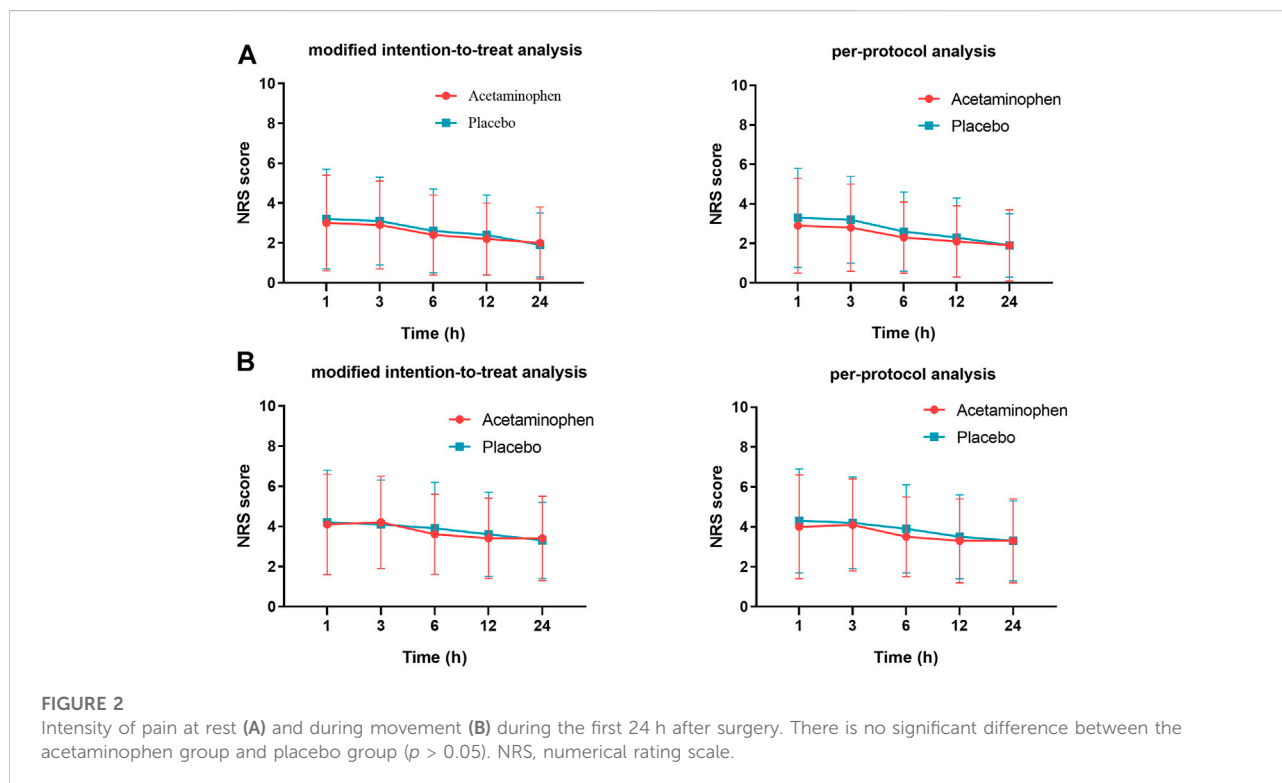 A
modified intention-to-treat analysis
10
8
6
4
2
0
NRS score
Acetaminophen
Placebo
1 3 6 12 24
Time (h)
per-protocol analysis
10
8
6
4
2
0
NRS score
Acetaminophen
Placebo
1 3 6 12 24
Time (h)
B
modified intention-to-treat analysis
10
8
6
4
2
0
NRS score
Acetaminophen
Placebo
1 3 6 12 24
Time (h)
per-protocol analysis
10
8
6
4
2
0
NRS score
Acetaminophen
Placebo
1 3 6 12 24
Time (h)
FIGURE 2
Intensity of pain at rest (A) and during movement (B) during the first 24 h after surgery. There is no significant difference between the
acetaminophen group and placebo group (p > 0.05). NRS, numerical rating scale.